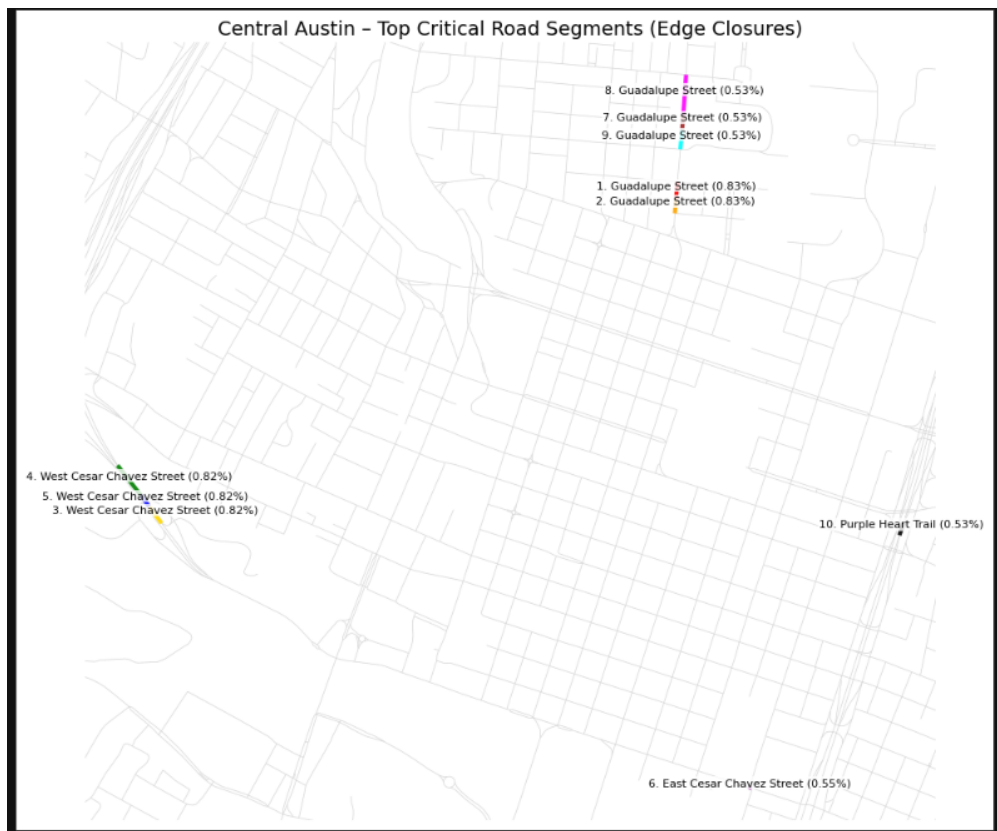 Central Austin – Top Critical Road Segments (Edge Closures)
8. Guadalupe Street (0.53%)
7. Guadalupe Street (0.53%)
9. Guadalupe Street (0.53%)
1. Guadalupe Street (0.83%)
2. Guadalupe Street (0.83%)
4. West Cesar Chavez Street (0.82%)
5. West Cesar Chavez Street (0.82%)
3. West Cesar Chavez Street (0.82%)
10. Purple Heart Trail (0.53%)
6. East Cesar Chavez Street (0.55%)